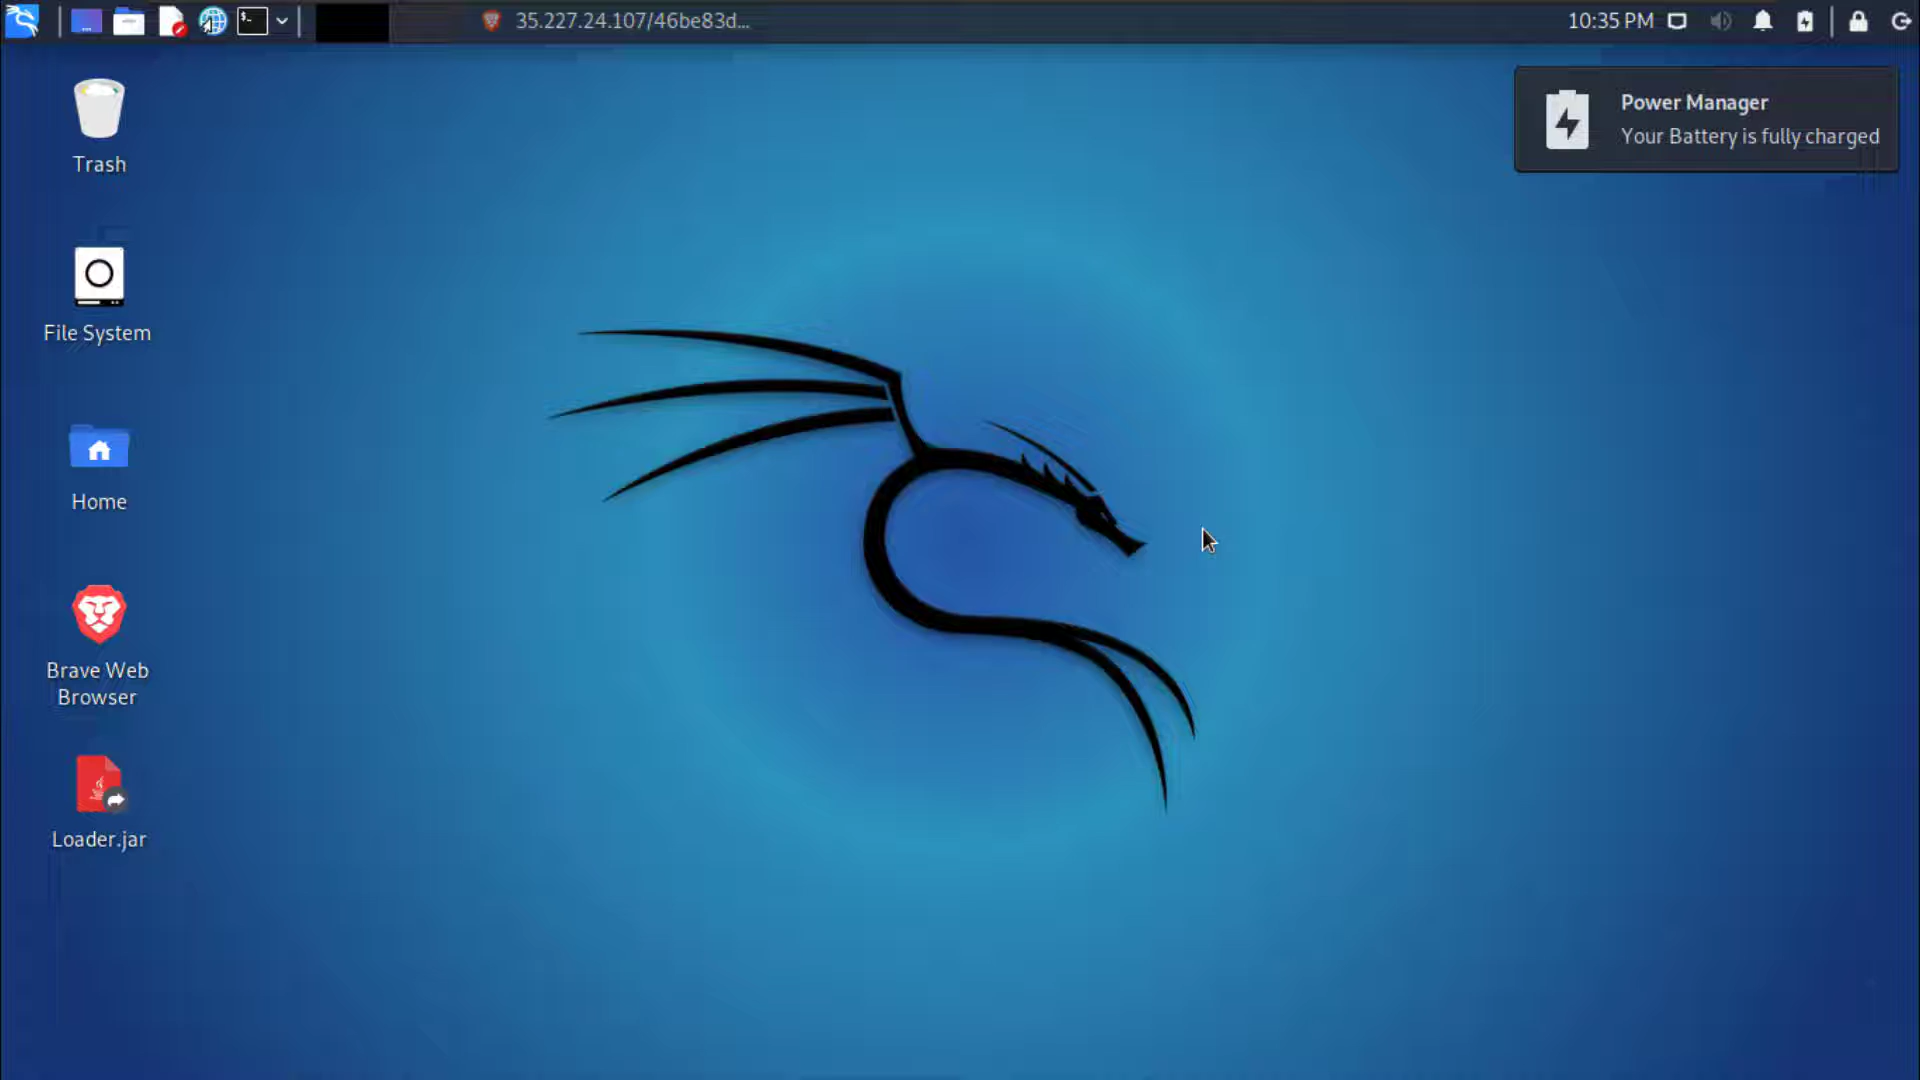 35.227.24.107/46be83d...
10:35 PM
Power Manager
Your Battery is fully charged
Trash
File System
Home
Brave Web
Browser
Loader.jar